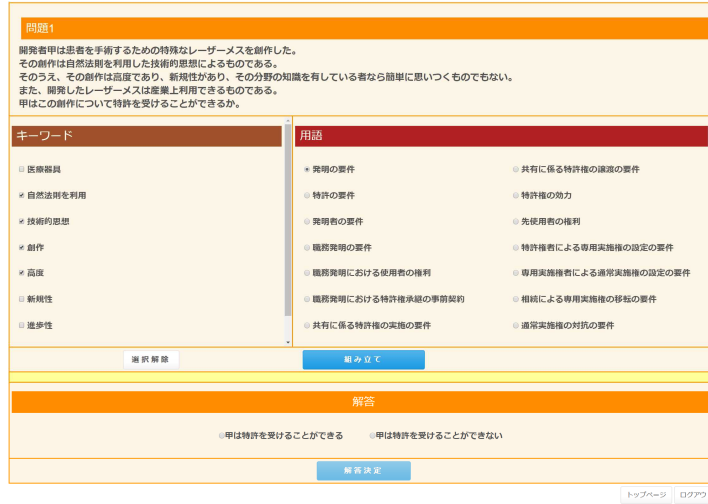 問題1
開発者甲は患者を手術するための特殊なレーザーメスを創作した。
その創作は自然法則を利用した技術的思想によるものである。
そのうえ、その創作は高度であり、新規性があり、その分野の知識を有している者なら簡単に思いつくものでもない。
また、開発したレーザーメスは産業上利用できるものである。
甲はこの創作について特許を受けることができるか。
キーワード
医療器具
自然法則を利用
技術的思想
創作
高度
新規性
進歩性
選択解除
用語
発明の要件 共有に係る特許権の譲渡の要件
特許の要件 特許権の効力
発明者の要件 先使用者の権利
職務発明の要件 特許権者による専用実施権の設定の要件
職務発明における使用者の権利 専用実施権者による通常実施権の設定の要件
職務発明における特許権承継の事前契約 相続による専用実施権の移転の要件
共有に係る特許権の実施の要件 通常実施権の対抗の要件
組み立て
解答
甲は特許を受けることができる 甲は特許を受けることができない
解答決定
トップページ ログアウ